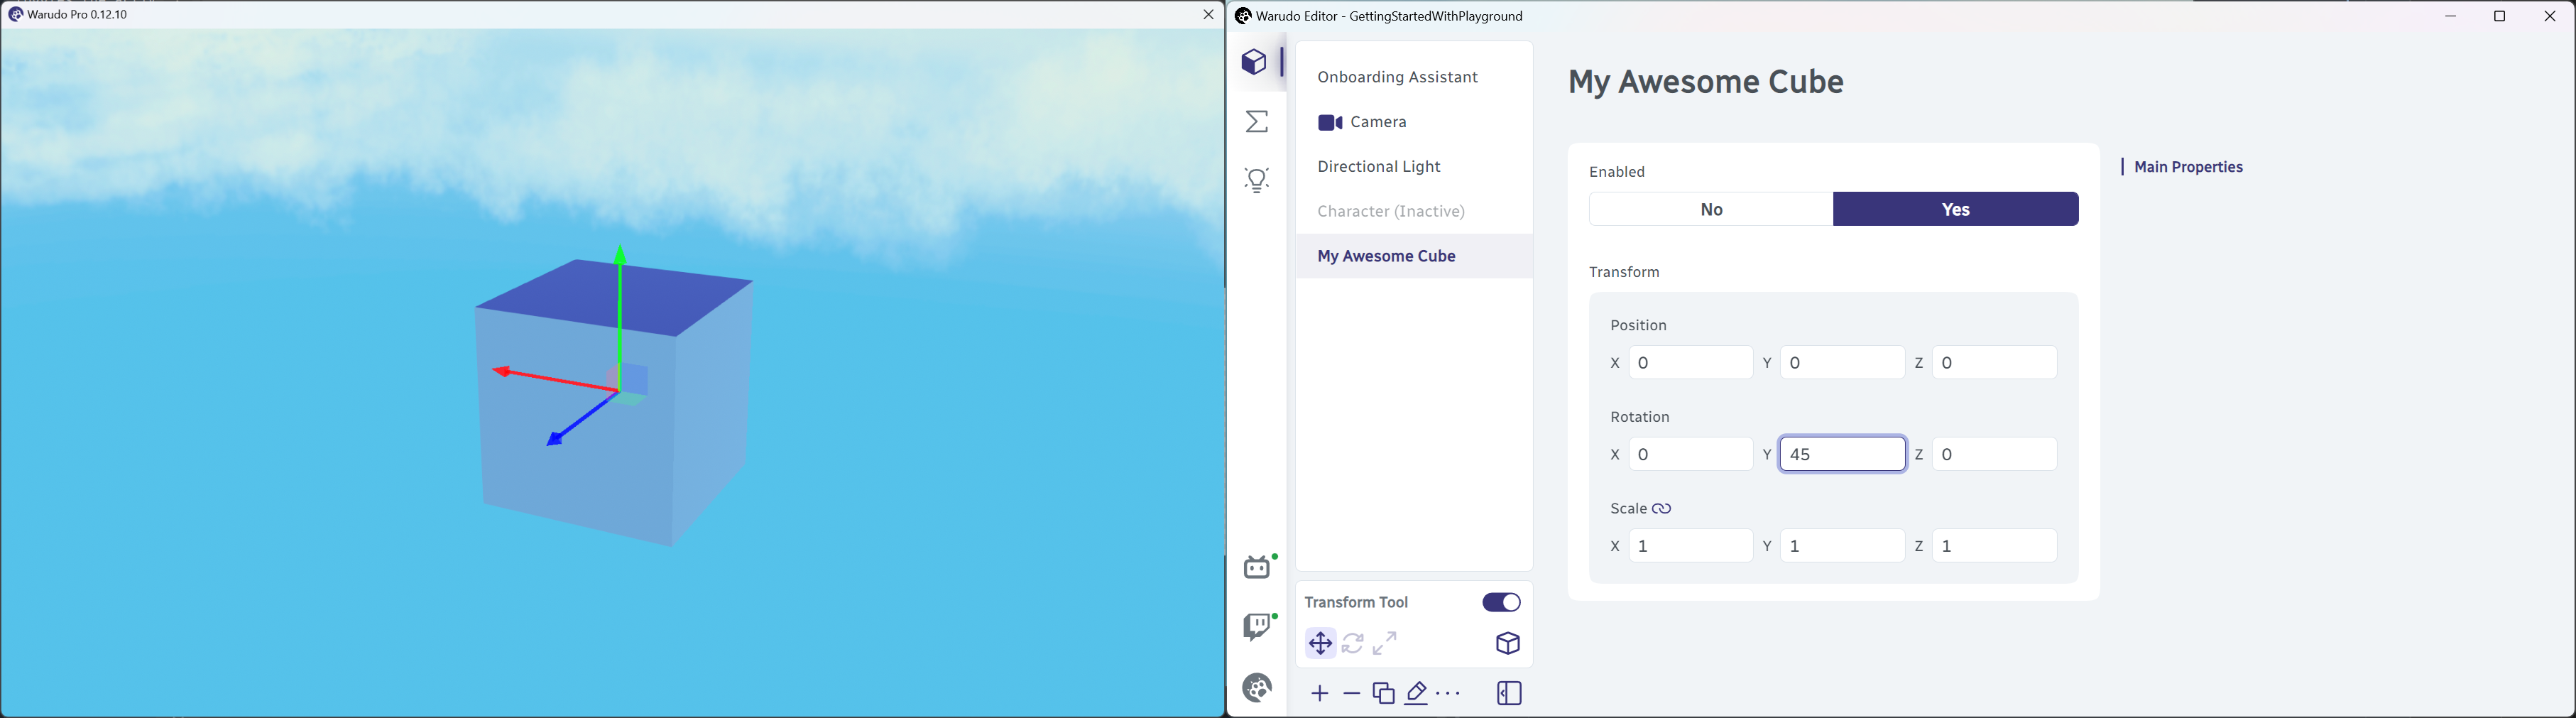 Warudo Pro 0.12.10
Warudo Editor - GettingStartedWithPlayground
Onboarding Assistant
Camera
Directional Light
Character (Inactive)
My Awesome Cube
Transform Tool
My Awesome Cube
Enabled
No Yes
Transform
Position
X 0 Y 0 Z 0
Rotation
X 0 Y 45 Z 0
Scale
X 1 Y 1 Z 1
Main Properties